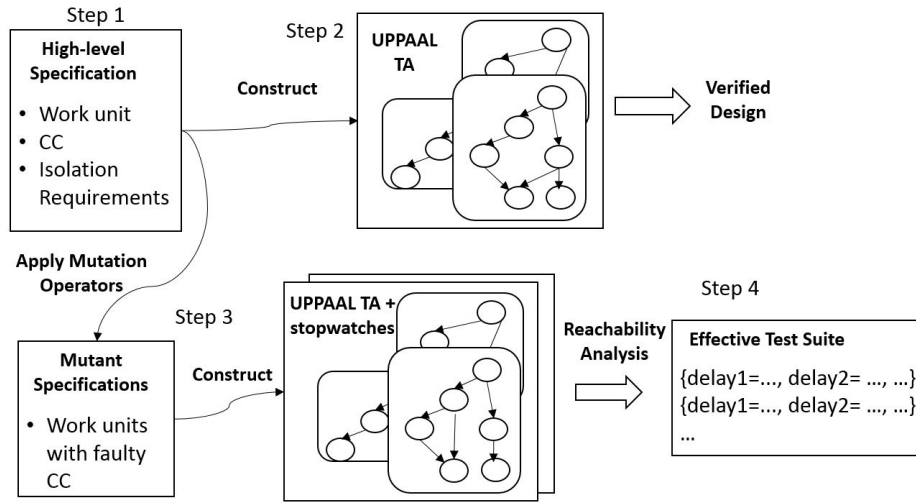 Step 1
High-level
Specification
• Work unit
• CC
• Isolation
Requirements
Construct
Step 2
UPPAAL
TA
Verified
Design
Apply Mutation
Operators
Step 3
Mutant
Specifications
• Work units
with faulty
CC
Construct
UPPAAL TA +
stopwatches
Reachability
Analysis
Step 4
Effective Test Suite
{delay1=..., delay2= ..., ...}
{delay1=..., delay2= ..., ...}
...